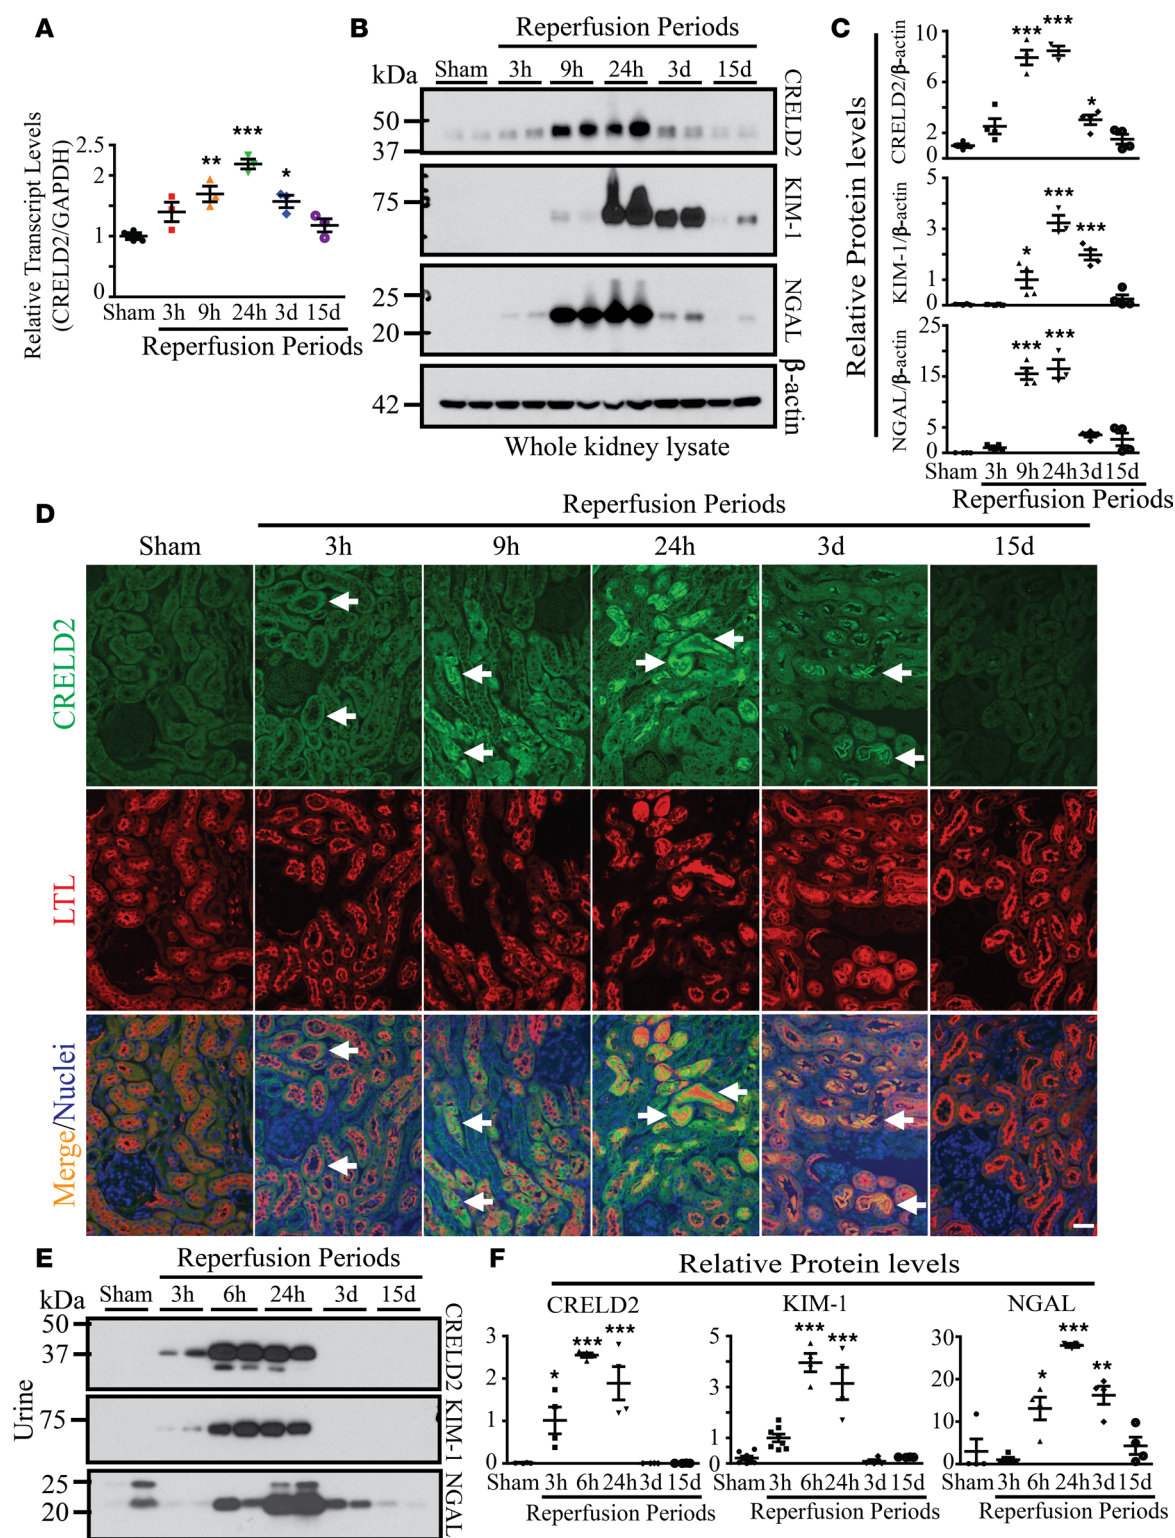 A
Relative Transcript Levels
(CRELD2/GAPDH)
2.5
2
1
0
**
***
*
Sham 3h 9h 24h 3d 15d
Reperfusion Periods
B
Reperfusion Periods
kDa Sham 3h 9h 24h 3d 15d
50
37
CRELD2
75
KIM-1
25
20
NGAL
42
β-actin
Whole kidney lysate
C
Relative Protein levels
CRELD2/β-actin
10
6
2
0
***
***
*
KIM-1/β-actin
5
3
1
0
*
***
***
NGAL/β-actin
25
15
5
0
***
***
Sham 3h 9h 24h 3d 15d
Reperfusion Periods
D
Reperfusion Periods
Sham 3h 9h 24h 3d 15d
CRELD2
LTL
Merge/Nuclei
E
Reperfusion Periods
kDa Sham 3h 6h 24h 3d 15d
Urine
50
37
CRELD2
75
KIM-1
25
20
NGAL
F
Relative Protein levels
CRELD2
3
2
1
0
*
***
***
Sham 3h 6h 24h 3d 15d
Reperfusion Periods
KIM-1
5
3
1
0
***
***
Sham 3h 6h 24h 3d 15d
Reperfusion Periods
NGAL
30
20
10
0
*
***
**
Sham 3h 6h 24h 3d 15d
Reperfusion Periods